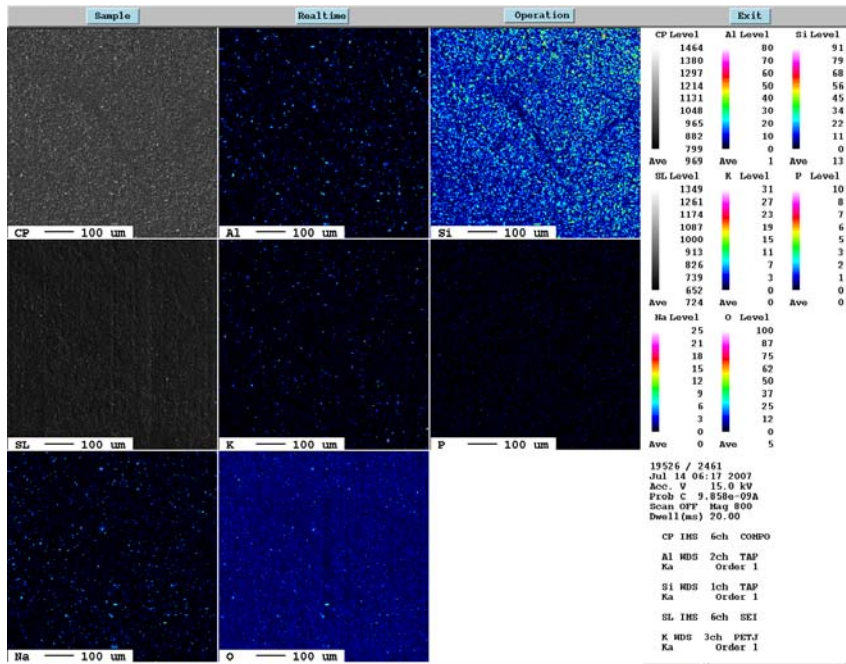 Sample Realtime Operation Exit
CP Level Al Level Si Level
1464 80 91
1380 70 79
1297 60 68
1214 50 56
1131 40 45
1048 30 34
965 20 22
882 10 11
799 0 0
Ave 969 Ave 1 Ave 13
CP 100 um Al 100 um Si 100 um
SL Level K Level P Level
1349 31 10
1261 27 8
1174 23 7
1087 19 6
1000 15 5
913 11 3
826 7 2
739 3 1
652 0 0
Ave 724 Ave 0 Ave 0
SL 100 um K 100 um P 100 um
Na Level O Level
25 100
21 87
18 75
15 62
12 50
9 37
6 25
3 12
0 0
Ave 0 Ave 5
19526 / 2461
Jul 14 06:17 2007
Acc. V 15.0 kV
Prob C 9.858e-09A
Scan OFF Mag 800
Dwell(ms) 20.00
CP IMS 6ch COMPO
Al WDS 2ch TAP
Ka Order 1
Si WDS 1ch TAP
Ka Order 1
SL IMS 6ch SEI
K WDS 3ch PETJ
Ka Order 1
Na 100 um O 100 um